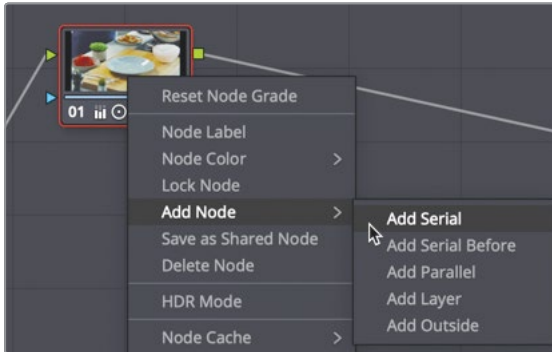 01
Reset Node Grade
Node Label
Node Color >
Lock Node
Add Node >
Save as Shared Node
Delete Node
HDR Mode
Node Cache >
Add Serial
Add Serial Before
Add Parallel
Add Layer
Add Outside